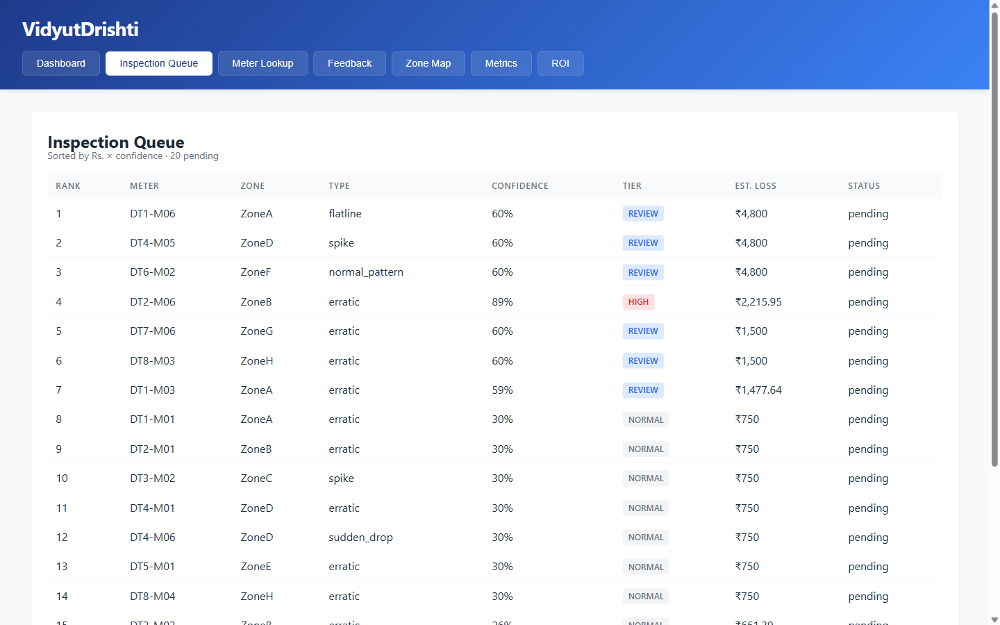 VidyutDrishti
Dashboard Inspection Queue Meter Lookup Feedback Zone Map Metrics ROI
Inspection Queue
Sorted by Rs. × confidence · 20 pending
RANK METER ZONE TYPE CONFIDENCE TIER EST. LOSS STATUS
1 DT1-M06 ZoneA flatline 60% REVIEW ₹4,800 pending
2 DT4-M05 ZoneD spike 60% REVIEW ₹4,800 pending
3 DT6-M02 ZoneF normal_pattern 60% REVIEW ₹4,800 pending
4 DT2-M06 ZoneB erratic 89% HIGH ₹2,215.95 pending
5 DT7-M06 ZoneG erratic 60% REVIEW ₹1,500 pending
6 DT8-M03 ZoneH erratic 60% REVIEW ₹1,500 pending
7 DT1-M03 ZoneA erratic 59% REVIEW ₹1,477.64 pending
8 DT1-M01 ZoneA erratic 30% NORMAL ₹750 pending
9 DT2-M01 ZoneB erratic 30% NORMAL ₹750 pending
10 DT3-M02 ZoneC spike 30% NORMAL ₹750 pending
11 DT4-M01 ZoneD erratic 30% NORMAL ₹750 pending
12 DT4-M06 ZoneD sudden_drop 30% NORMAL ₹750 pending
13 DT5-M01 ZoneE erratic 30% NORMAL ₹750 pending
14 DT8-M04 ZoneH erratic 30% NORMAL ₹750 pending
15 ZoneB erratic NORMAL pending